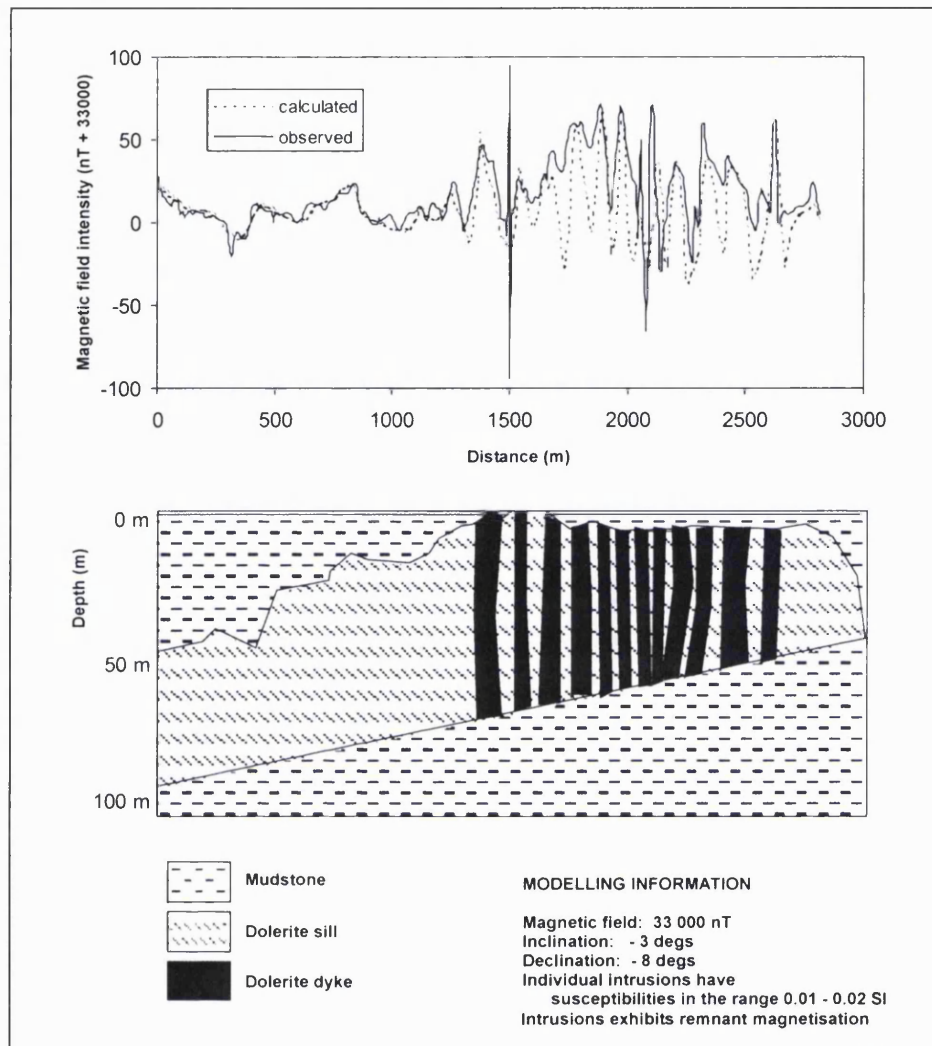 100
50
0
-50
-100
Magnetic field intensity (nT + 33000)
calculated
observed
0 500 1000 1500 2000 2500 3000
Distance (m)
0 m
50 m
100 m
Depth (m)
Mudstone
Dolerite sill
Dolerite dyke
MODELLING INFORMATION
Magnetic field: 33 000 nT
Inclination: - 3 degs
Declination: - 8 degs
Individual intrusions have
susceptibilities in the range 0.01 - 0.02 SI
Intrusions exhibits remnant magnetisation